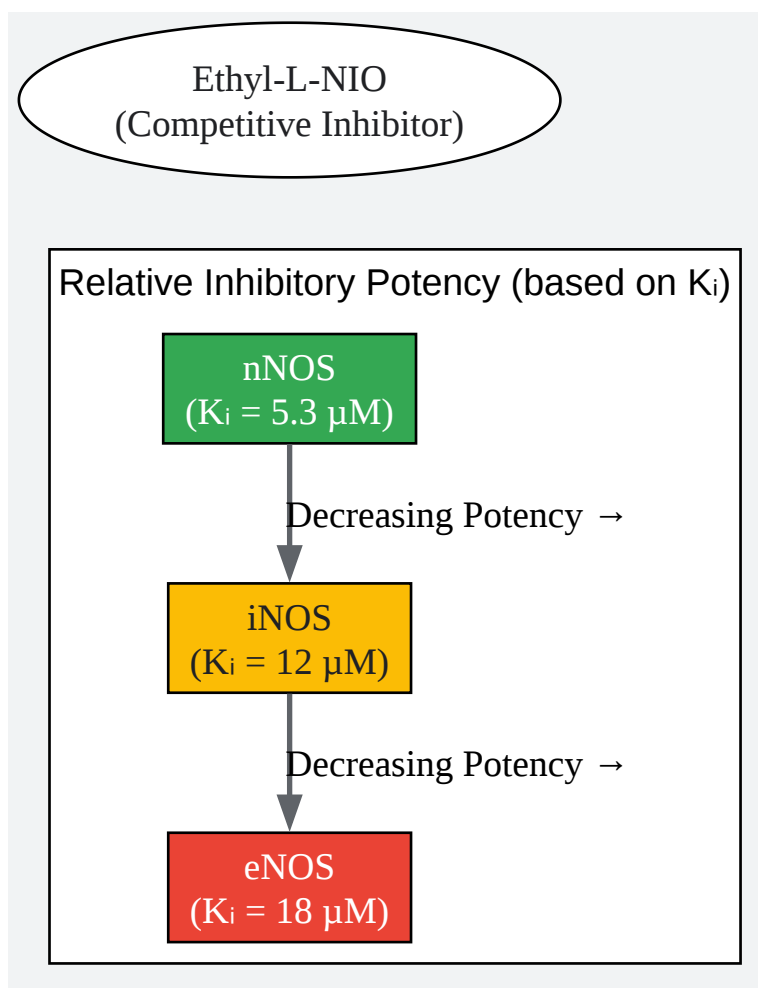 Ethyl-L-NIO
(Competitive Inhibitor)
Relative Inhibitory Potency (based on Kᵢ)
nNOS
(Kᵢ = 5.3 µM)
Decreasing Potency →
iNOS
(Kᵢ = 12 µM)
Decreasing Potency →
eNOS
(Kᵢ = 18 µM)